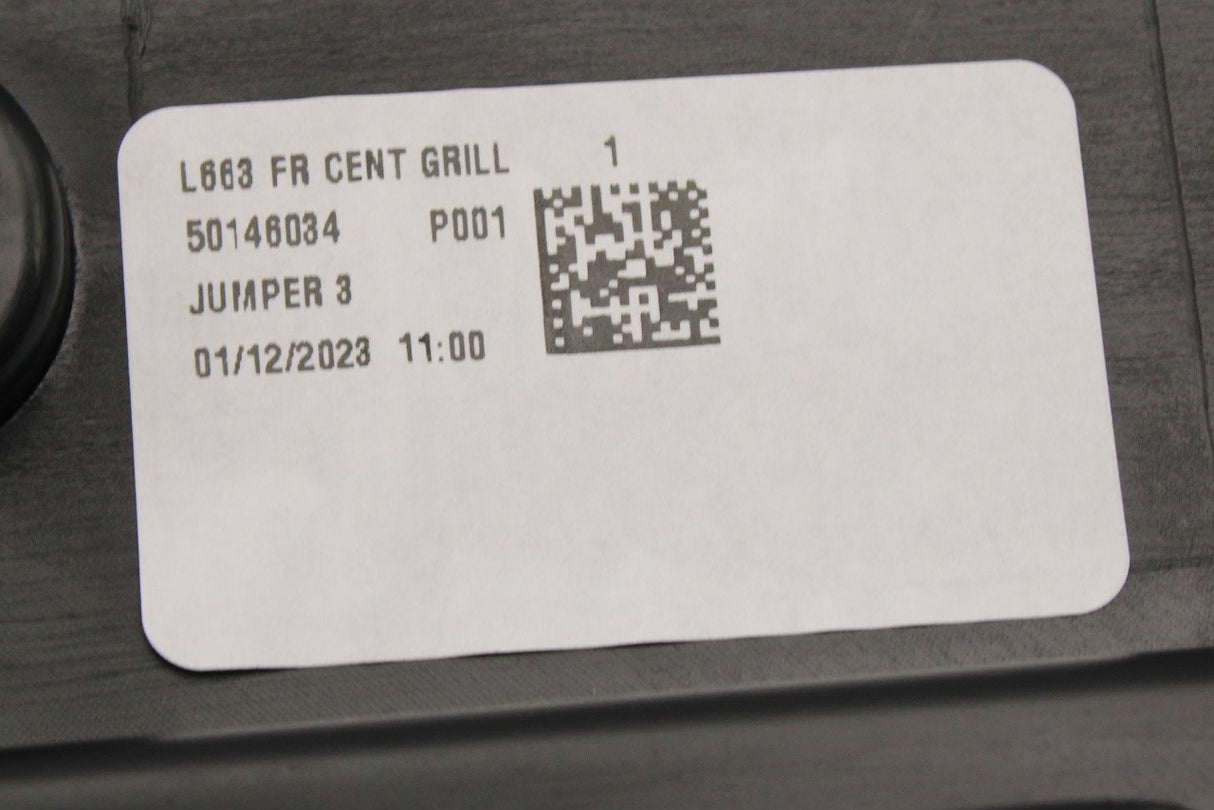 L663 FR CENT GRILL 1
50146034 P001
JUMPER 3
01/12/2023 11:00